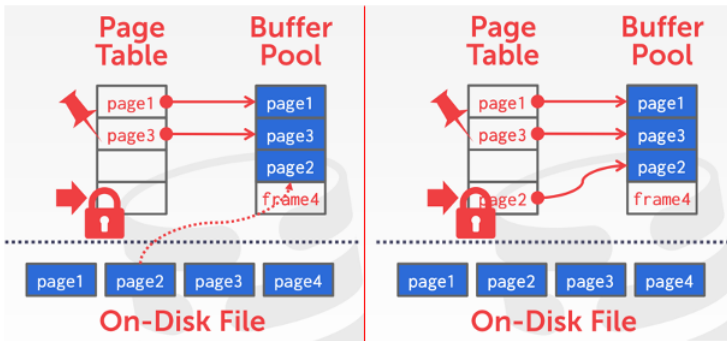 Page Table
Buffer Pool
page1
page1
page3
page3
page2
frame4
page1
page2
page3
page4
On-Disk File
Page Table
Buffer Pool
page1
page1
page3
page3
page2
page2
frame4
page1
page2
page3
page4
On-Disk File